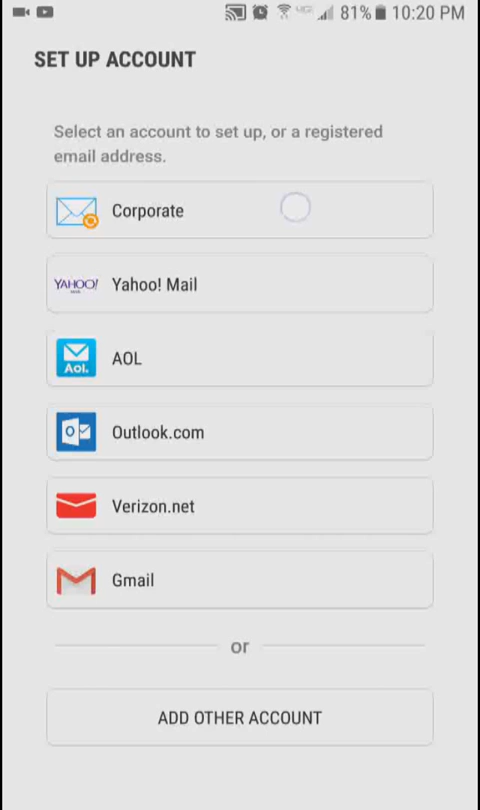 4G 81% 10:20 PM
SET UP ACCOUNT
Select an account to set up, or a registered
email address.
Corporate
YAHOO! Yahoo! Mail
AOL
Aol.
Outlook.com
Verizon.net
Gmail
or
ADD OTHER ACCOUNT